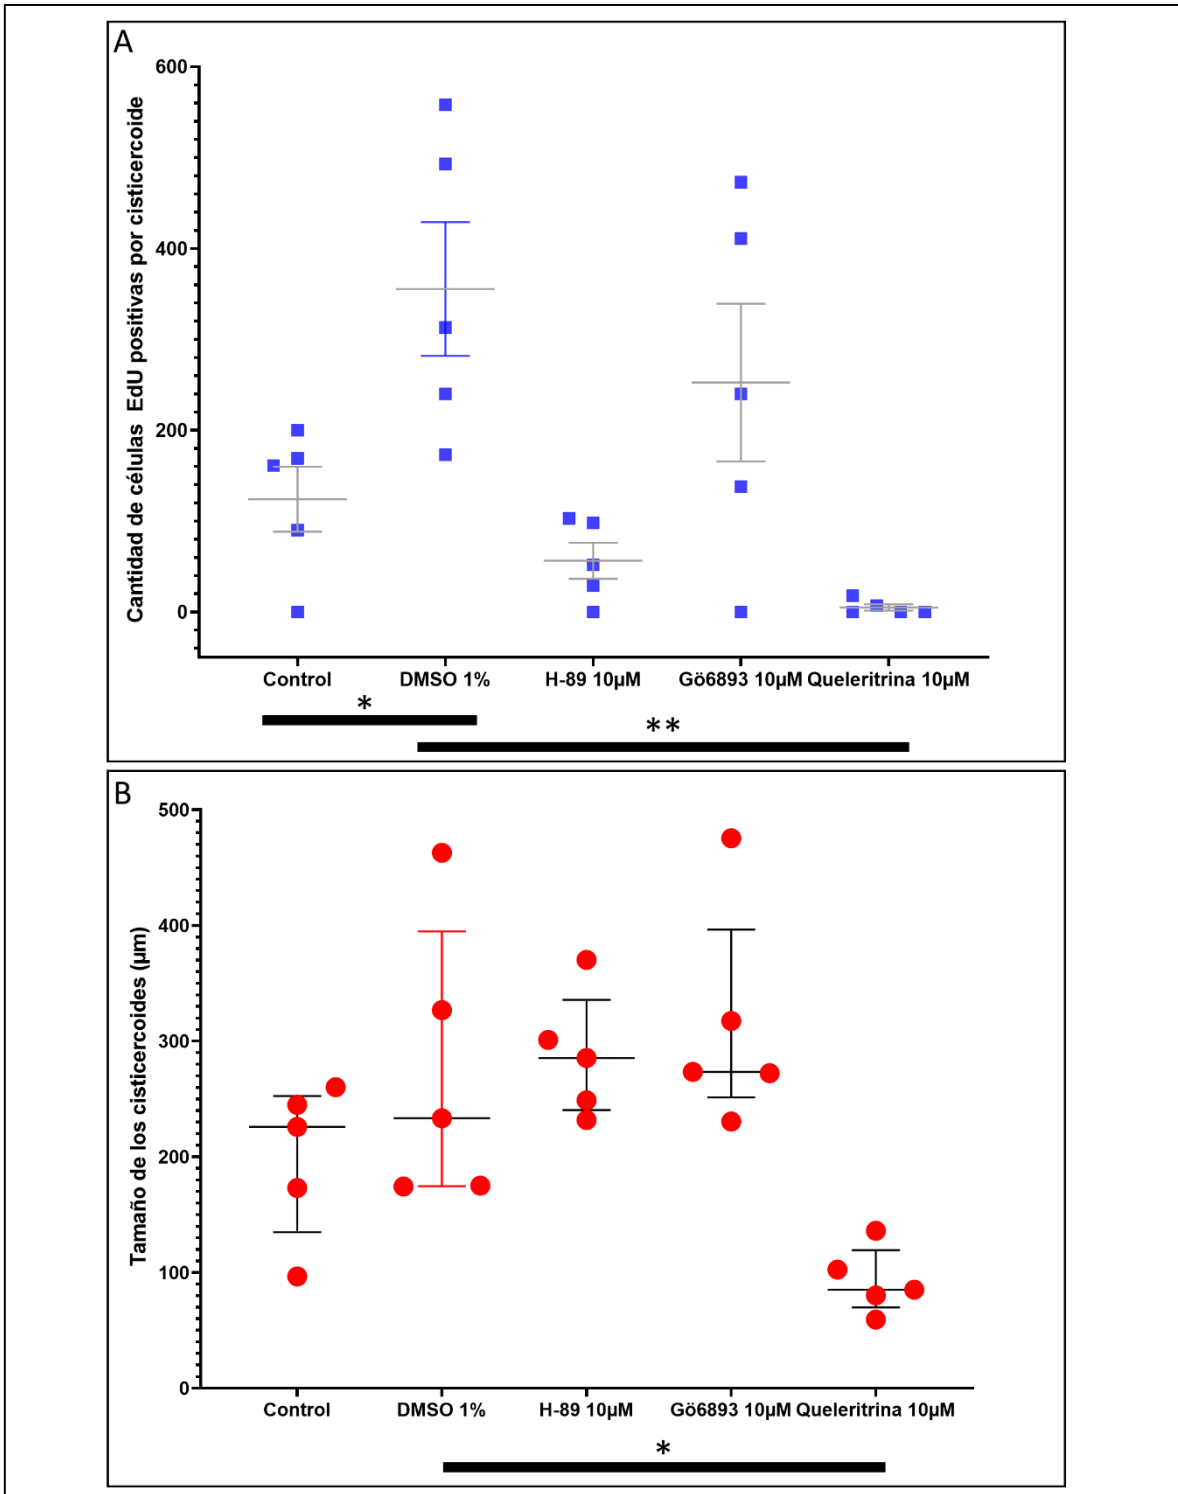 A
Cantidad de células EdU positivas por cisticercoide
600
400
200
0
Control DMSO 1% H-89 10µM Gö6893 10µM Queleritrina 10µM
*
**
B
Tamaño de los cisticercoides (µm)
500
400
300
200
100
0
Control DMSO 1% H-89 10µM Gö6893 10µM Queleritrina 10µM
*